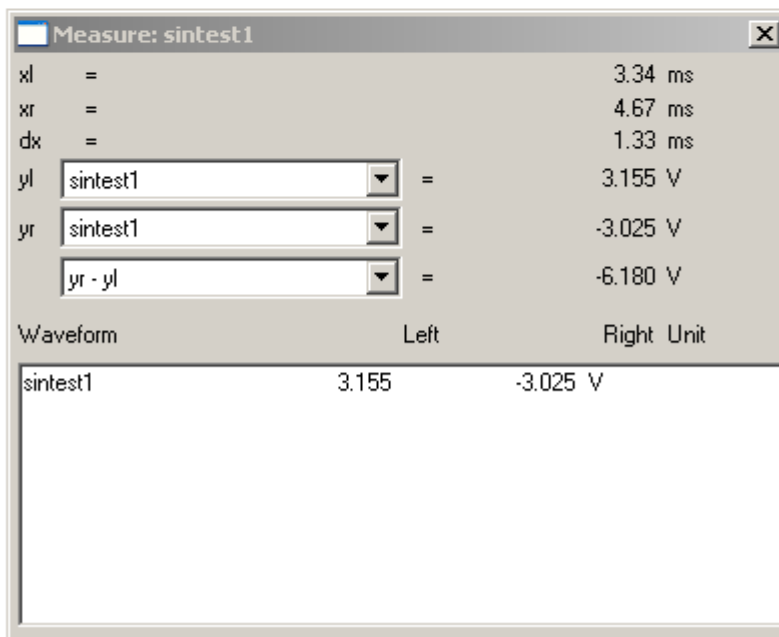 Measure: sintest1
xl = 3.34 ms
xr = 4.67 ms
dx = 1.33 ms
yl sintest1 = 3.155 V
yr sintest1 = -3.025 V
yr - yl = -6.180 V
Waveform Left Right Unit
sintest1 3.155 -3.025 V